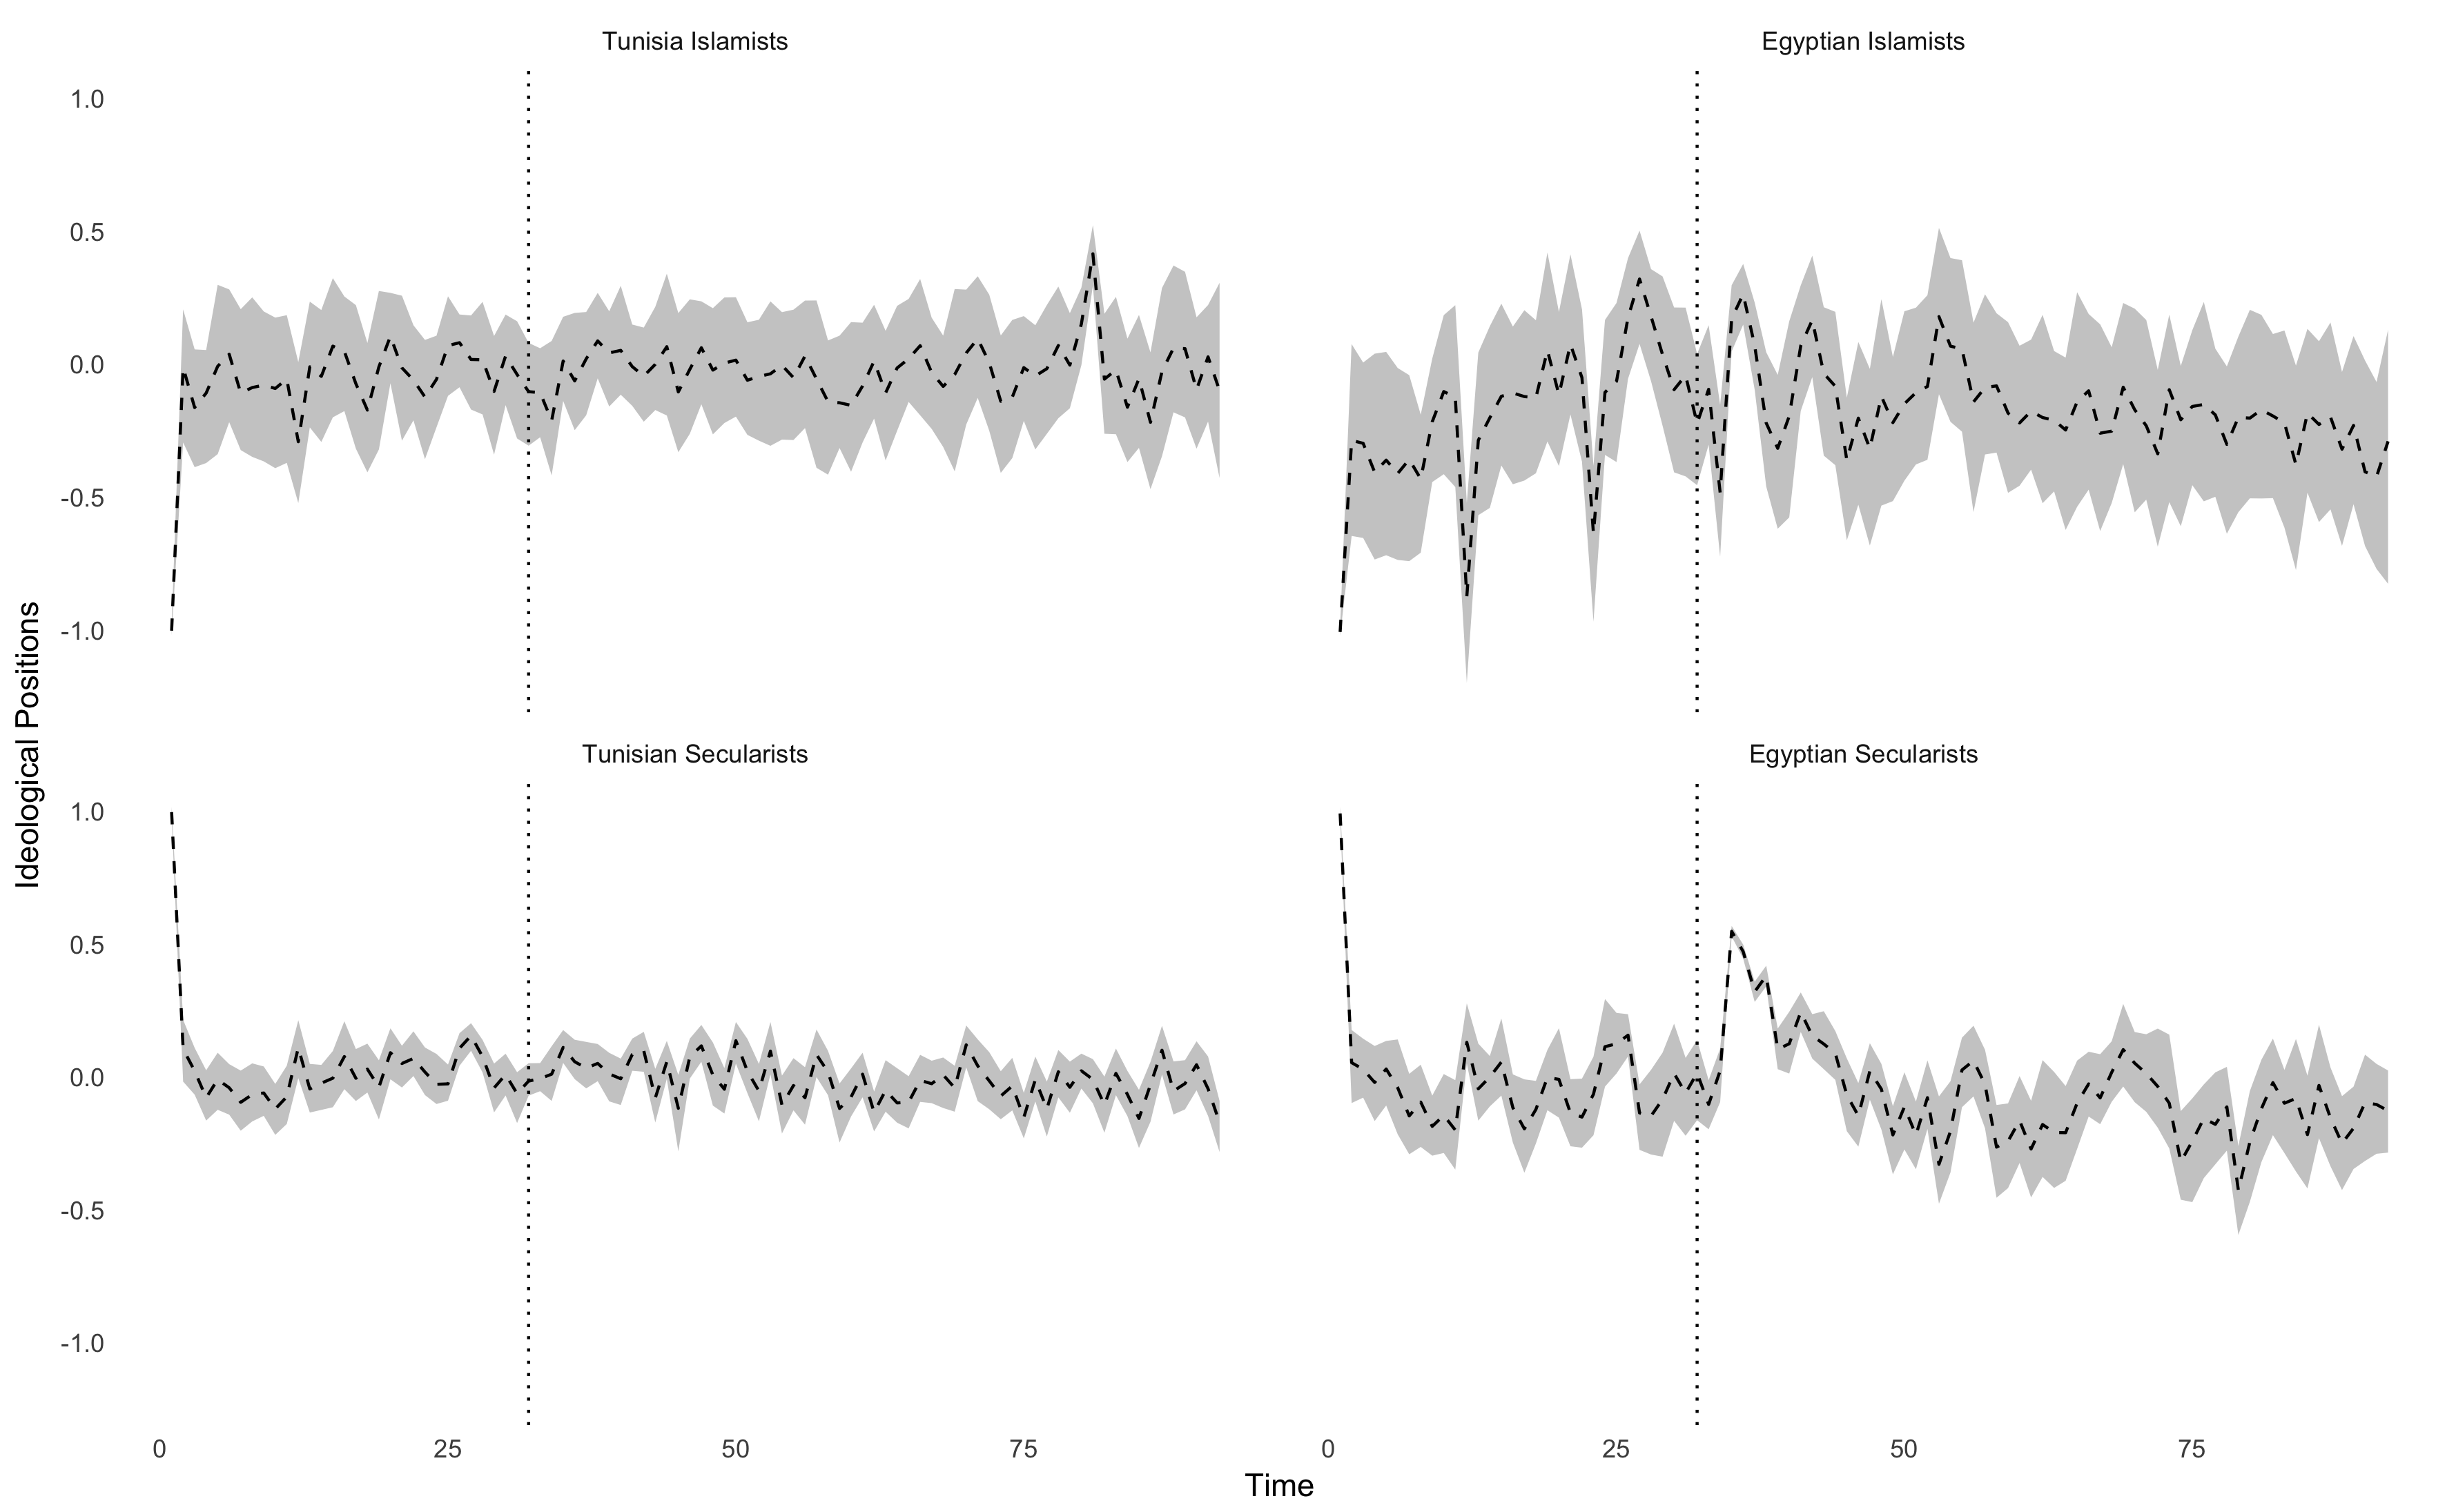 Tunisia Islamists
Egyptian Islamists
1.0
0.5
0.0
-0.5
-1.0
Tunisian Secularists
Egyptian Secularists
1.0
0.5
0.0
-0.5
-1.0
Ideological Positions
0 25 50 75
0 25 50 75
Time